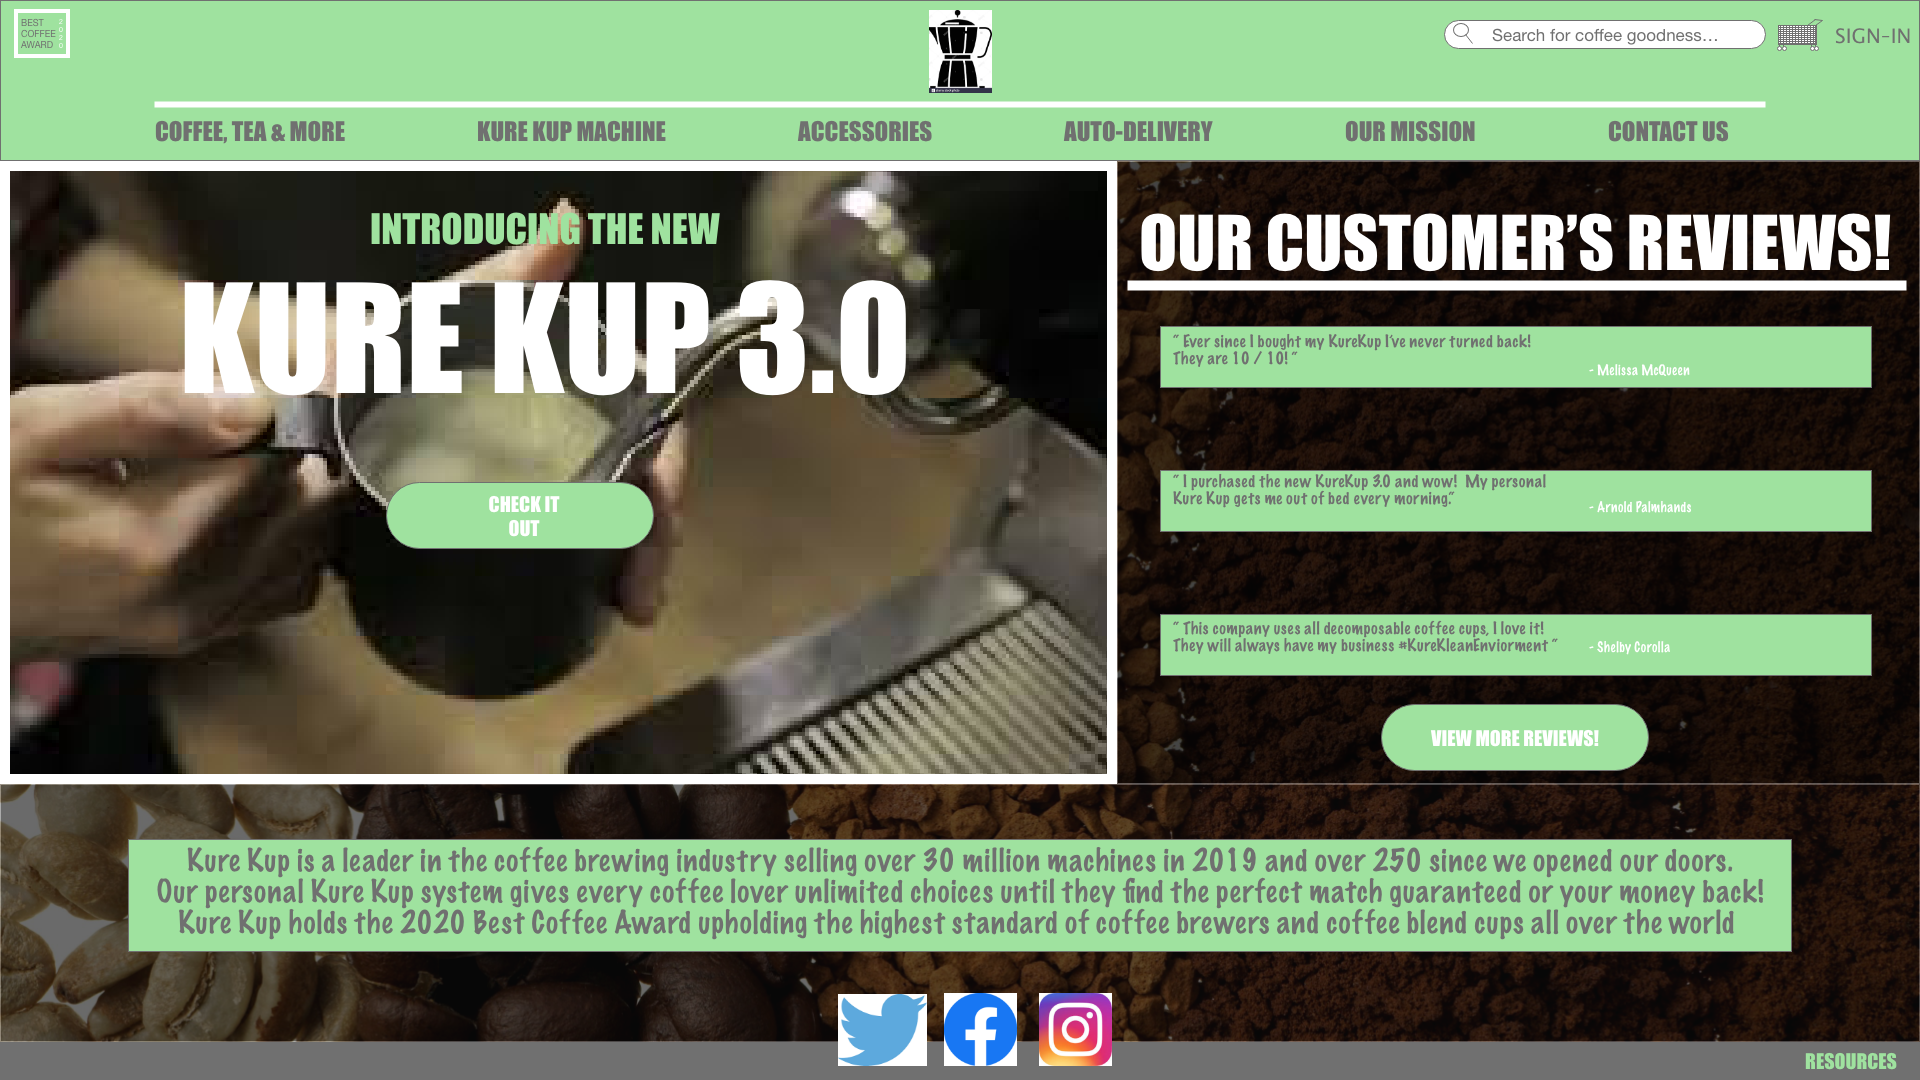 BEST
COFFEE
AWARD
2020
Search for coffee goodness...
SIGN-IN
COFFEE, TEA & MORE
KURE KUP MACHINE
ACCESSORIES
AUTO-DELIVERY
OUR MISSION
CONTACT US
INTRODUCING THE NEW
KURE KUP 3.0
CHECK IT
OUT
OUR CUSTOMER'S REVIEWS!
" Ever since I bought my KureKup I've never turned back!
They are 10 / 10! "
- Melissa McQueen
" I purchased the new KureKup 3.0 and wow!  My personal
Kure Kup gets me out of bed every morning."
- Arnold Palmhands
" This company uses all decomposable coffee cups, I love it!
They will always have my business #KureKleanEnviorment "
- Shelby Corolla
VIEW MORE REVIEWS!
Kure Kup is a leader in the coffee brewing industry selling over 30 million machines in 2019 and over 250 since we opened our doors.
Our personal Kure Kup system gives every coffee lover unlimited choices until they find the perfect match guaranteed or your money back!
Kure Kup holds the 2020 Best Coffee Award upholding the highest standard of coffee brewers and coffee blend cups all over the world
RESOURCES